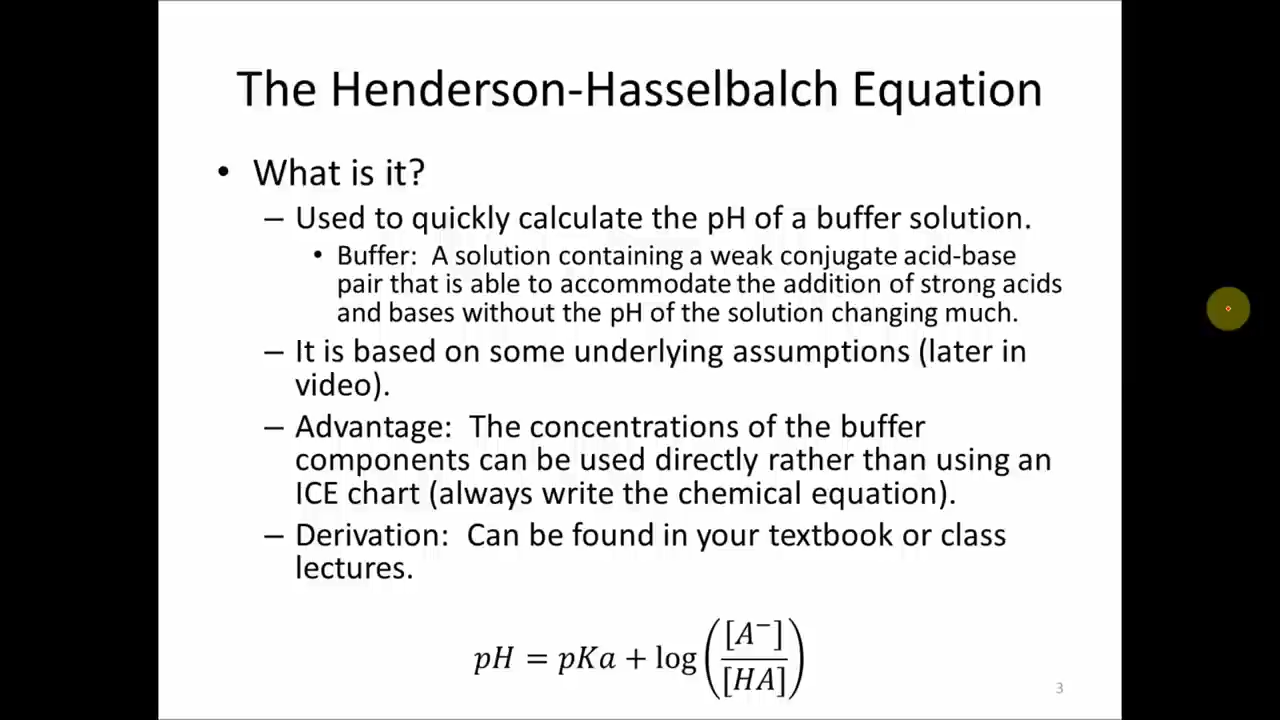 The Henderson-Hasselbalch Equation
• What is it?
– Used to quickly calculate the pH of a buffer solution.
• Buffer: A solution containing a weak conjugate acid-base
pair that is able to accommodate the addition of strong acids
and bases without the pH of the solution changing much.
– It is based on some underlying assumptions (later in
video).
– Advantage: The concentrations of the buffer
components can be used directly rather than using an
ICE chart (always write the chemical equation).
– Derivation: Can be found in your textbook or class
lectures.
pH = pKa + log([A⁻]/[HA])
3